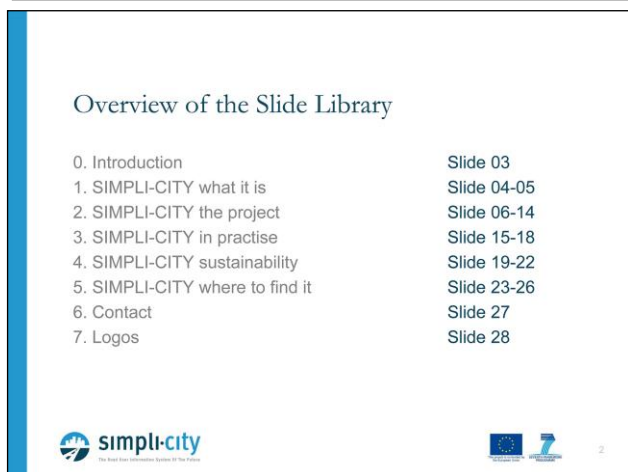 Overview of the Slide Library
0. Introduction Slide 03
1. SIMPLI-CITY what it is Slide 04-05
2. SIMPLI-CITY the project Slide 06-14
3. SIMPLI-CITY in practise Slide 15-18
4. SIMPLI-CITY sustainability Slide 19-22
5. SIMPLI-CITY where to find it Slide 23-26
6. Contact Slide 27
7. Logos Slide 28
simpli-city
The Road User Information System Of The Future
2